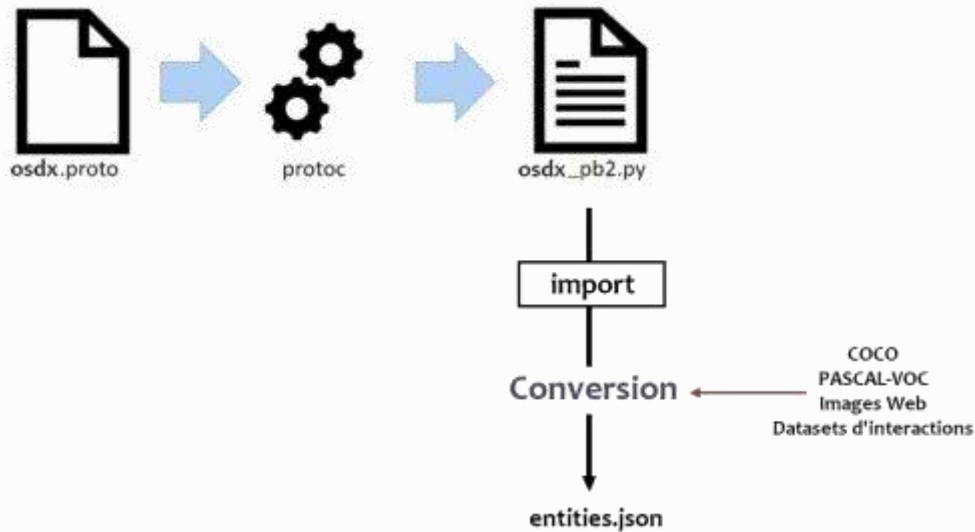 osdx.proto
protoc
osdx_pb2.py
import
Conversion
COCO
PASCAL-VOC
Images Web
Datasets d'interactions
entities.json